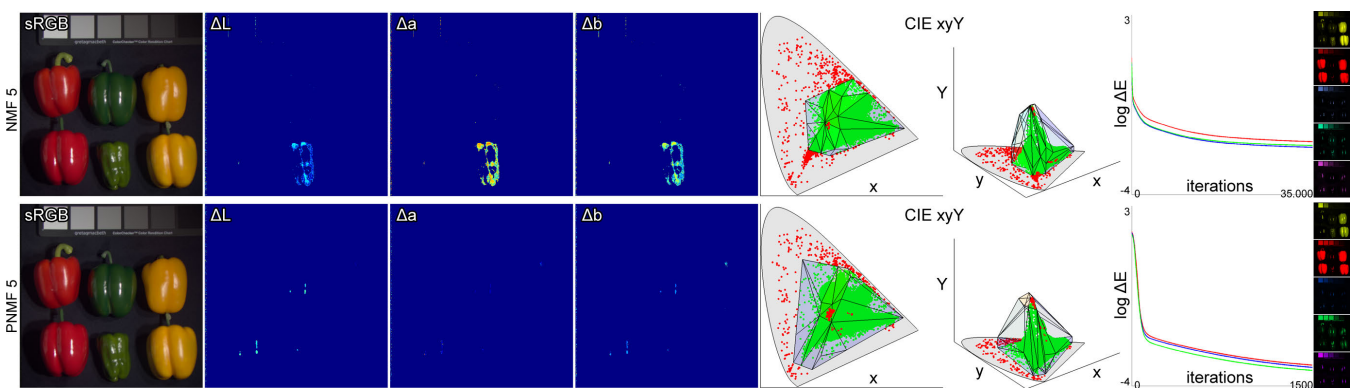 NMF 5
sRGB
ΔL
Δa
Δb
x
CIE xyY
Y
y
x
3
log ΔE
-4
0
iterations
35.000
PNMF 5
sRGB
ΔL
Δa
Δb
x
CIE xyY
Y
y
x
3
log ΔE
-4
0
iterations
1500